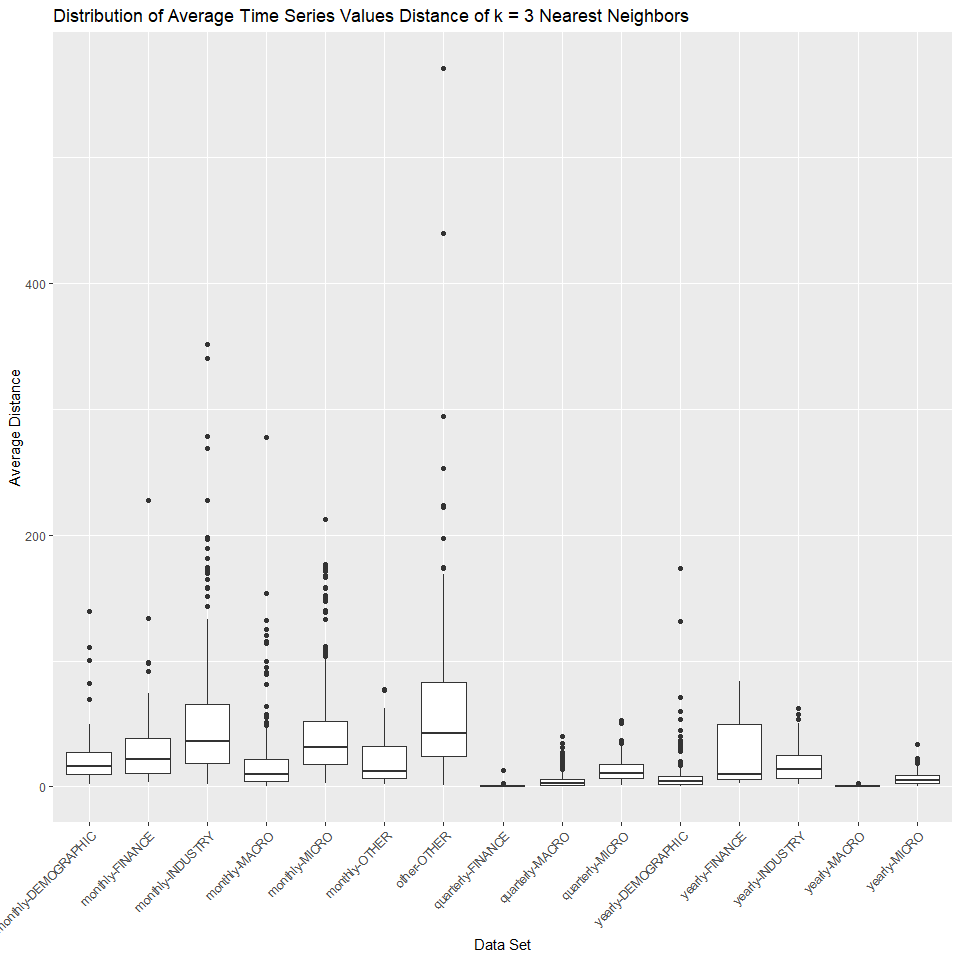 Distribution of Average Time Series Values Distance of k = 3 Nearest Neighbors
Average Distance
400
200
0
monthly-DEMOGRAPHIC
monthly-FINANCE
monthly-INDUSTRY
monthly-MACRO
monthly-MICRO
monthly-OTHER
other-OTHER
quarterly-FINANCE
quarterly-MACRO
quarterly-MICRO
yearly-DEMOGRAPHIC
yearly-FINANCE
yearly-INDUSTRY
yearly-MACRO
yearly-MICRO
Data Set